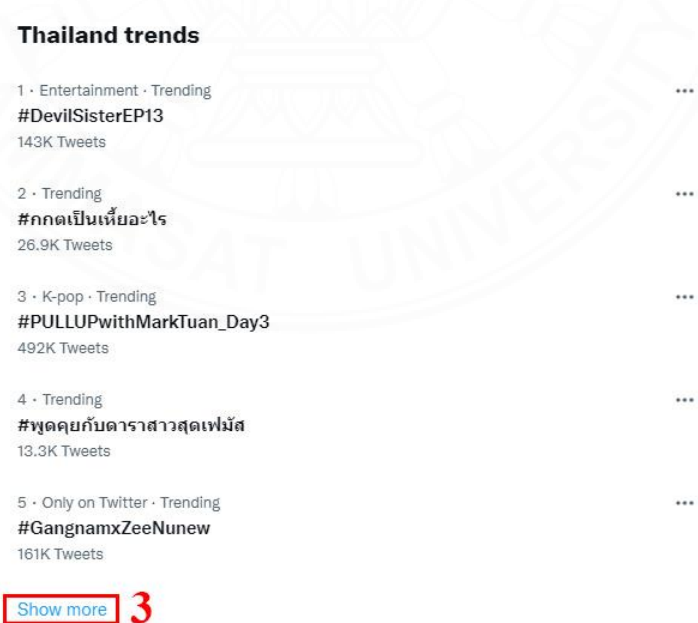 Thailand trends
1 · Entertainment · Trending
#DevilSisterEP13
143K Tweets
2 · Trending
#กกตเป็นเหี้ยอะไร
26.9K Tweets
3 · K-pop · Trending
#PULLUPwithMarkTuan_Day3
492K Tweets
4 · Trending
#พูดคุยกับดาราสาวสุดเฟมัส
13.3K Tweets
5 · Only on Twitter · Trending
#GangnamxZeeNunew
161K Tweets
Show more 3
SAT UNIVERSITY